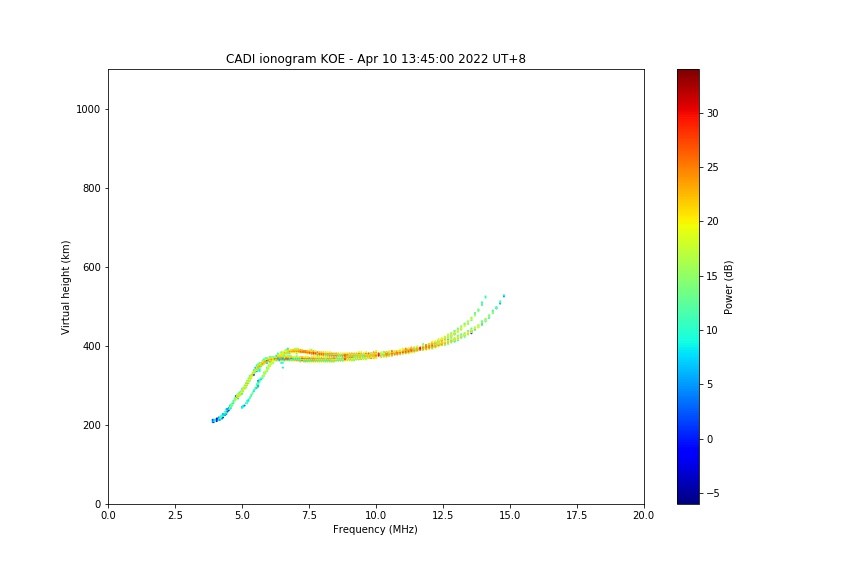 CADI ionogram KOE - Apr 10 13:45:00 2022 UT+8
1000
800
600
400
200
0
Virtual height (km)
0.0 2.5 5.0 7.5 10.0 12.5 15.0 17.5 20.0
Frequency (MHz)
30
25
20
15
10
5
0
−5
Power (dB)